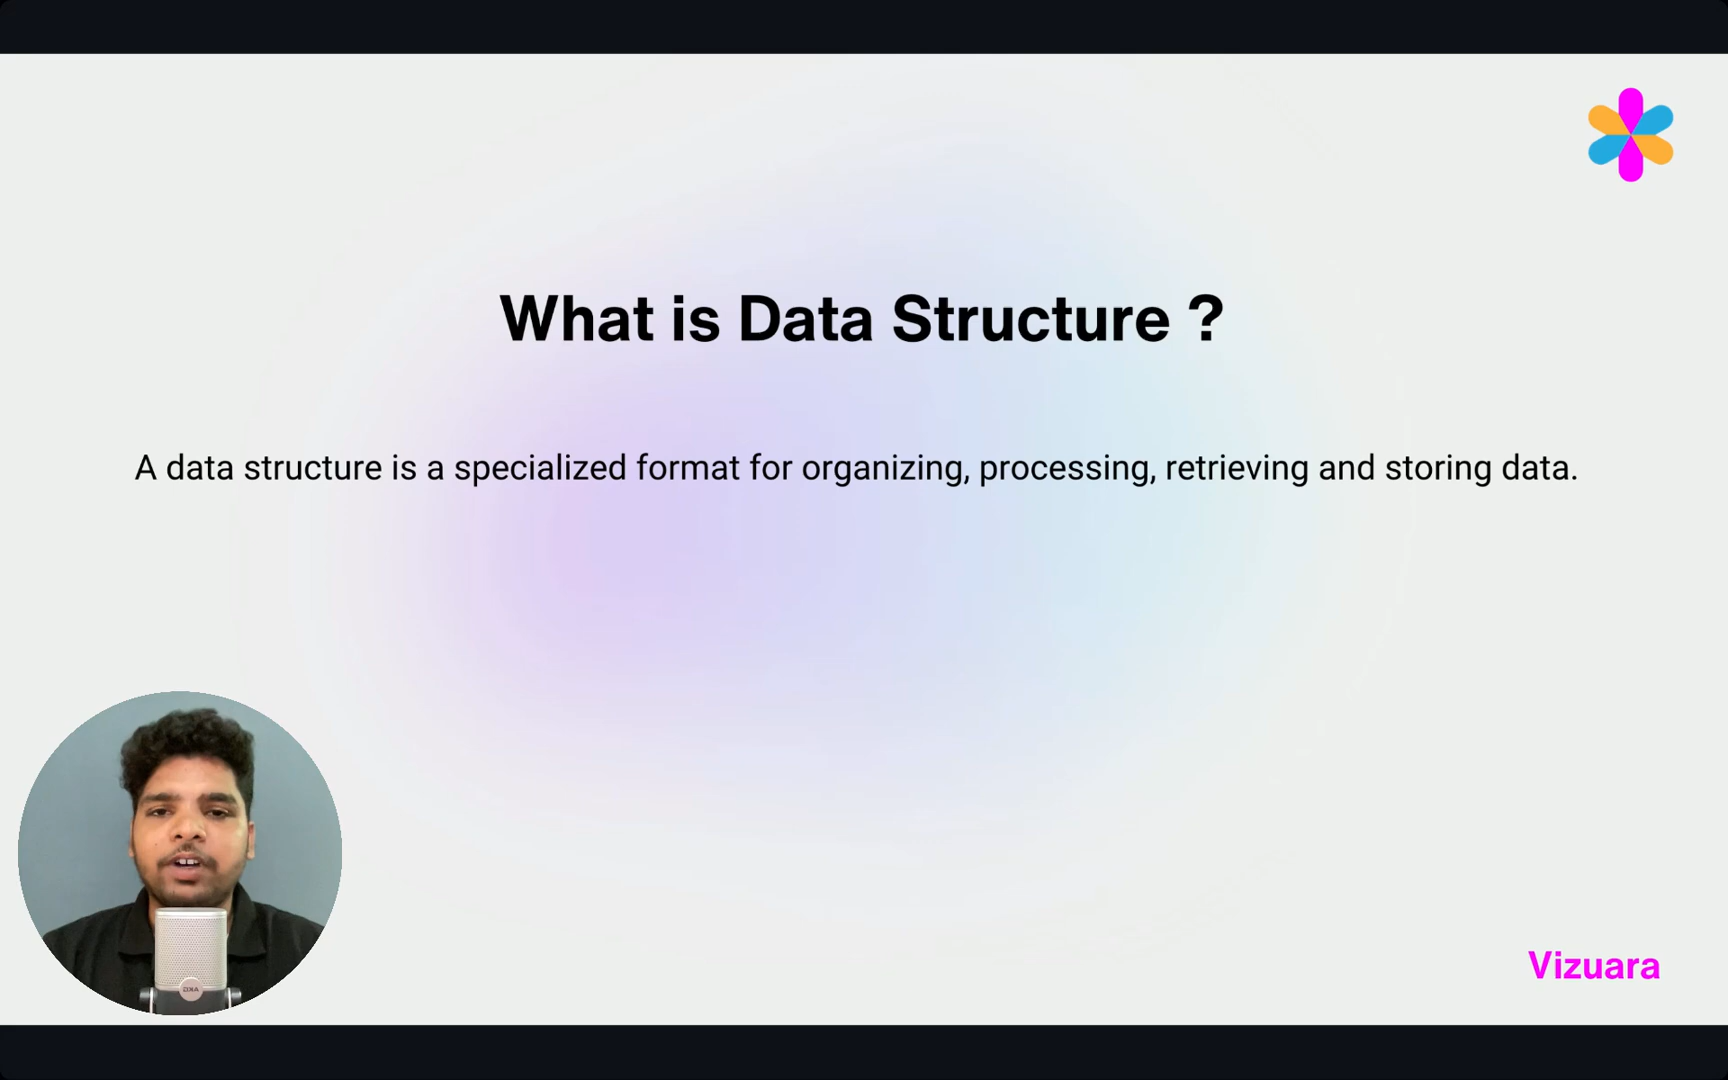 What is Data Structure ?
A data structure is a specialized format for organizing, processing, retrieving and storing data.
Vizuara